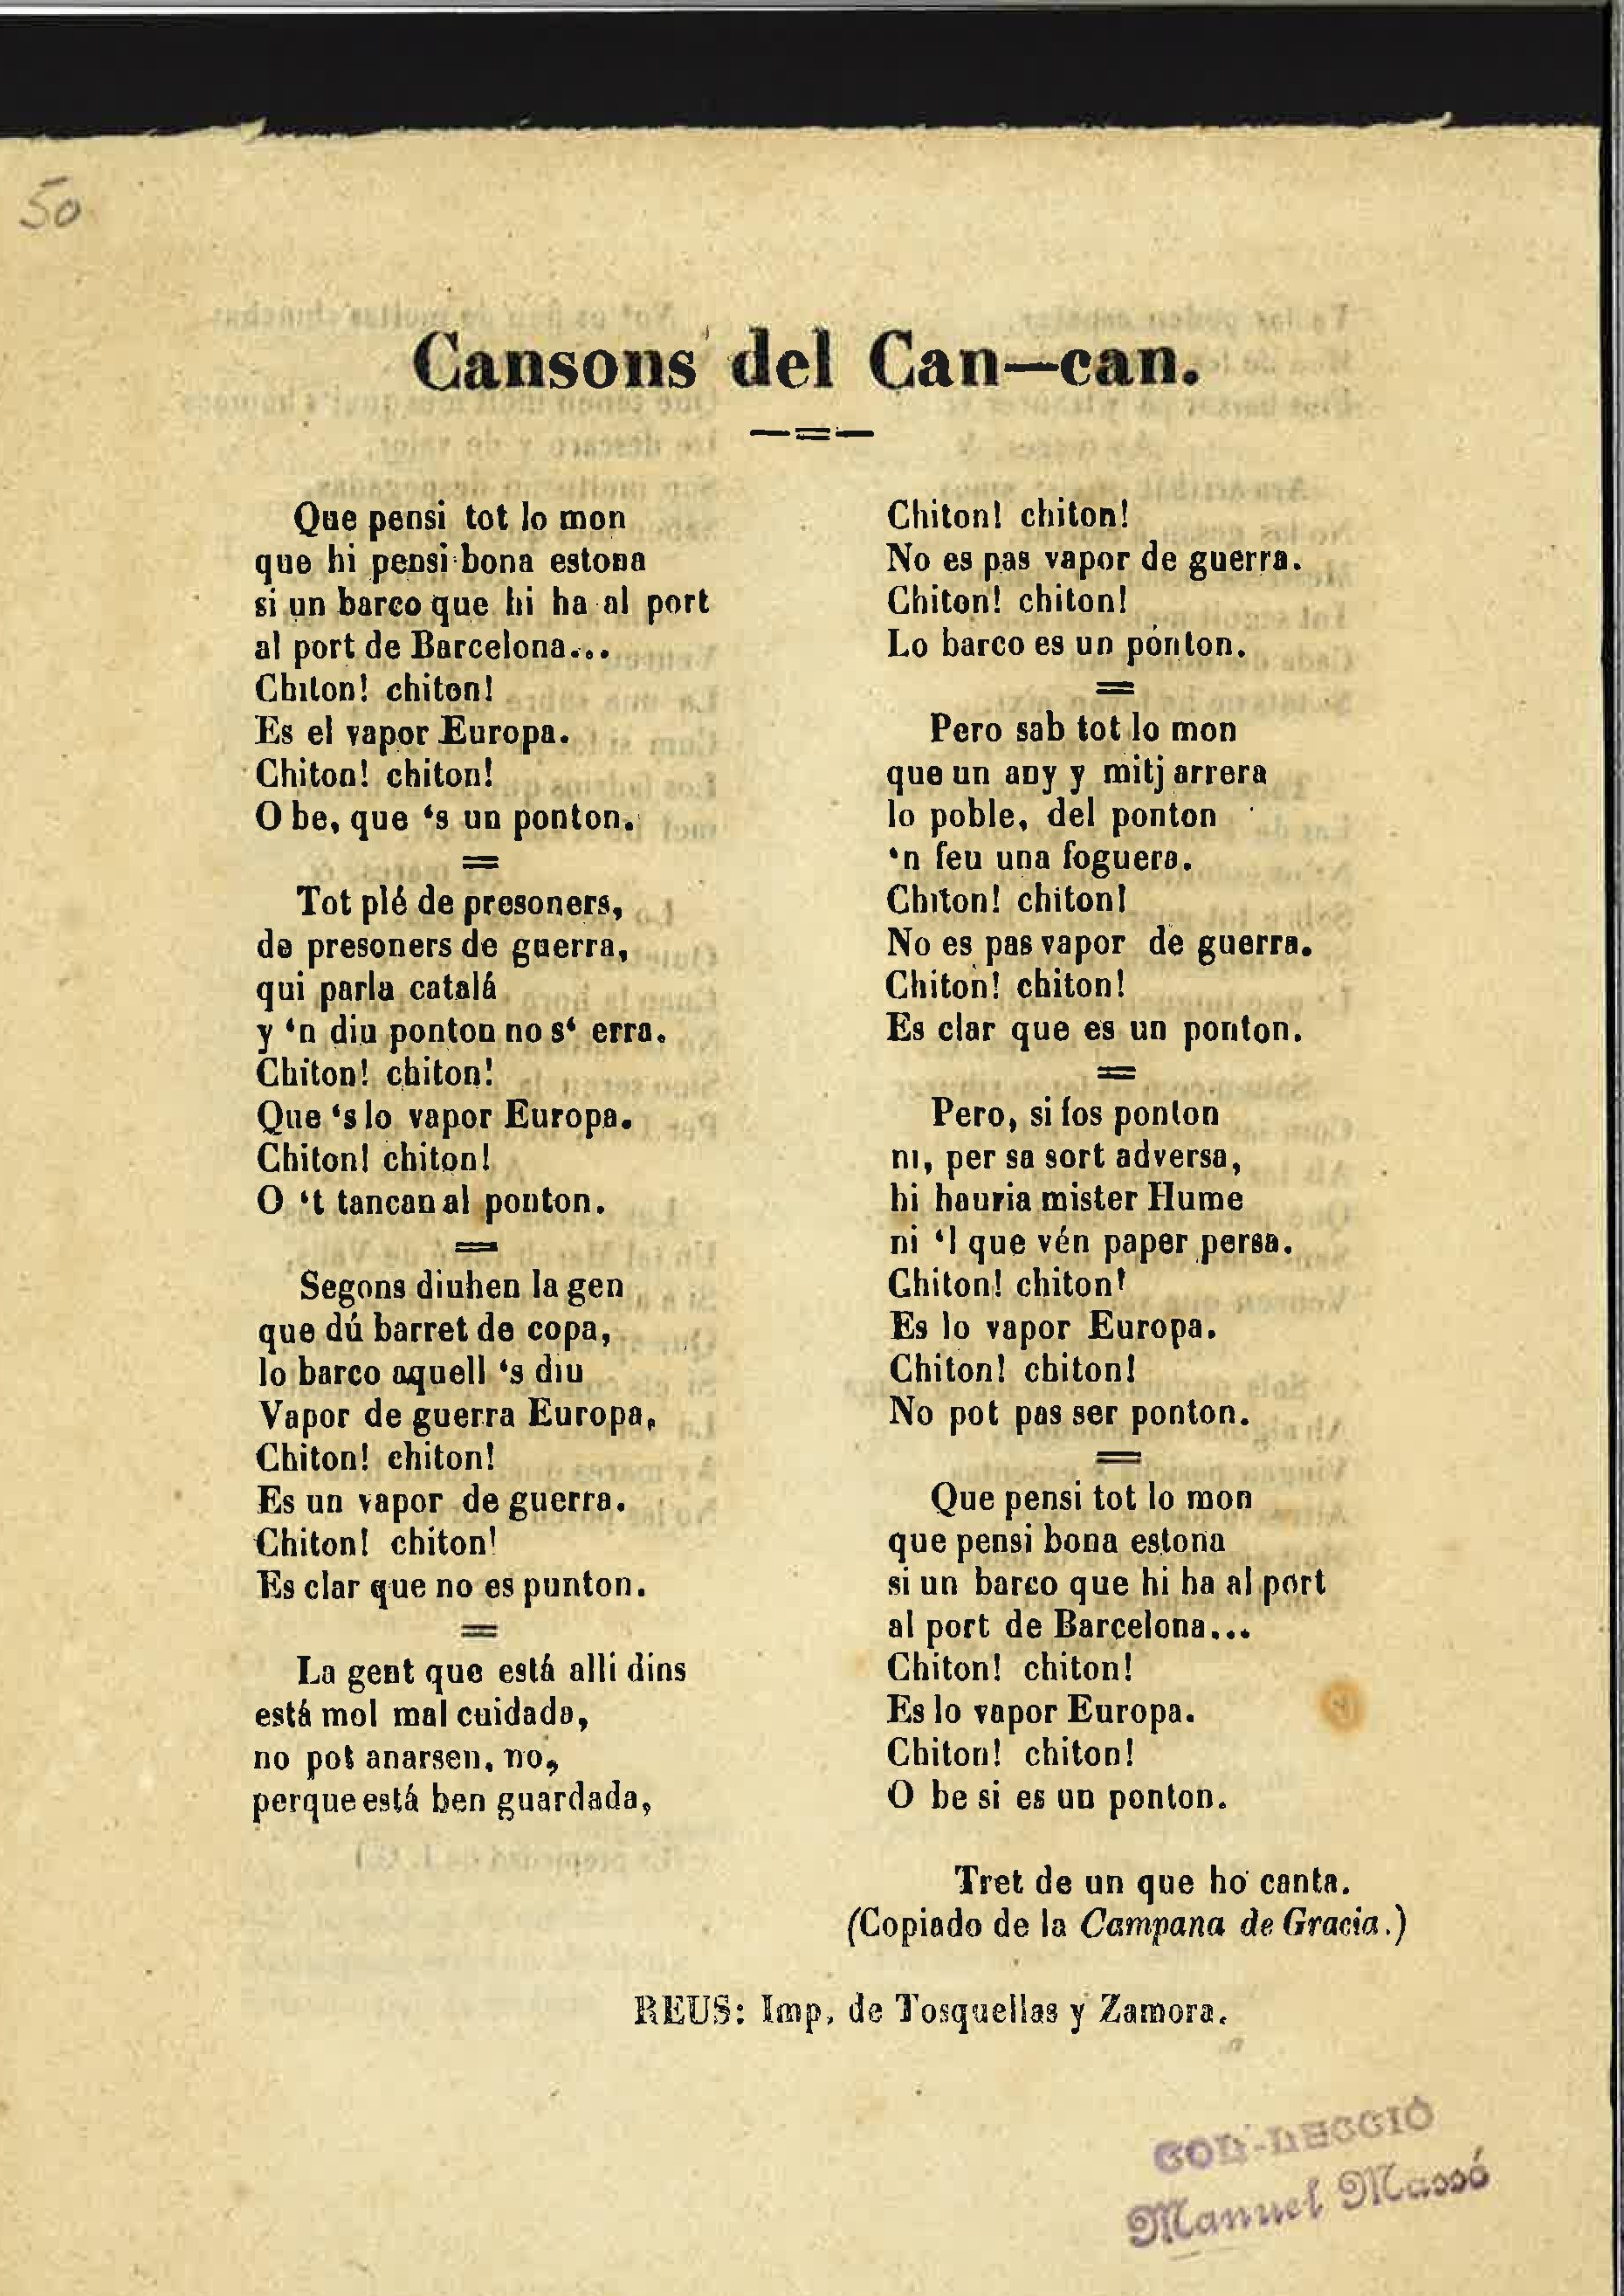 50
Cansons del Can—can.
Que pensi tot lo mon
que hi pensi bona estona
si un barco que hi ha al port
al port de Barcelona...
Chiton! chiton!
Es el vapor Europa.
Chiton! chiton!
O be, que ‘s un ponton.
Tot plé de presoners,
de presoners de guerra,
qui parla catalá
y ‘n diu ponton no s‘ erra.
Chiton! chiton!
Que ‘s lo vapor Europa.
Chiton! chiton!
O ‘t tancan al ponton.
Segons diuhen la gen
que dú barret de copa,
lo barco aquell ‘s diu
Vapor de guerra Europa,
Chiton! chiton!
Es un vapor de guerra.
Chiton! chiton!
Es clar que no es punton.
La gent que está alli dins
está mol mal cuidada,
no pot anarsen, no,
perque está ben guardada,
Chiton! chiton!
No es pas vapor de guerra.
Chiton! chiton!
Lo barco es un ponton.
Pero sab tot lo mon
que un any y mitj arrera
lo poble, del ponton
‘n feu una foguera.
Chiton! chiton!
No es pas vapor de guerra.
Chiton! chiton!
Es clar que es un ponton.
Pero, si fos ponton
ni, per sa sort adversa,
hi hauria mister Hume
ni ‘l que vén paper persa.
Chiton! chiton!
Es lo vapor Europa.
Chiton! chiton!
No pot pas ser ponton.
Que pensi tot lo mon
que pensi bona estona
si un barco que hi ha al port
al port de Barcelona...
Chiton! chiton!
Es lo vapor Europa.
Chiton! chiton!
O be si es un ponton.
Tret de un que ho canta.
(Copiado de la Campana de Gracia.)
REUS: Imp. de Tosquellas y Zamora.
COL-LECCIÓ
Manuel Massó